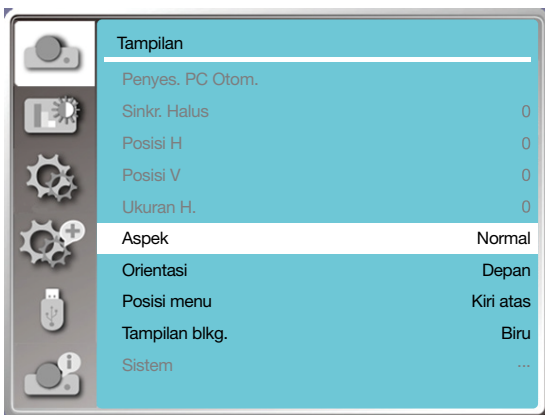 Tampilan
Penyes. PC Otom.
Sinkr. Halus 0
Posisi H 0
Posisi V 0
Ukuran H. 0
Aspek Normal
Orientasi Depan
Posisi menu Kiri atas
Tampilan blkg. Biru
Sistem ...